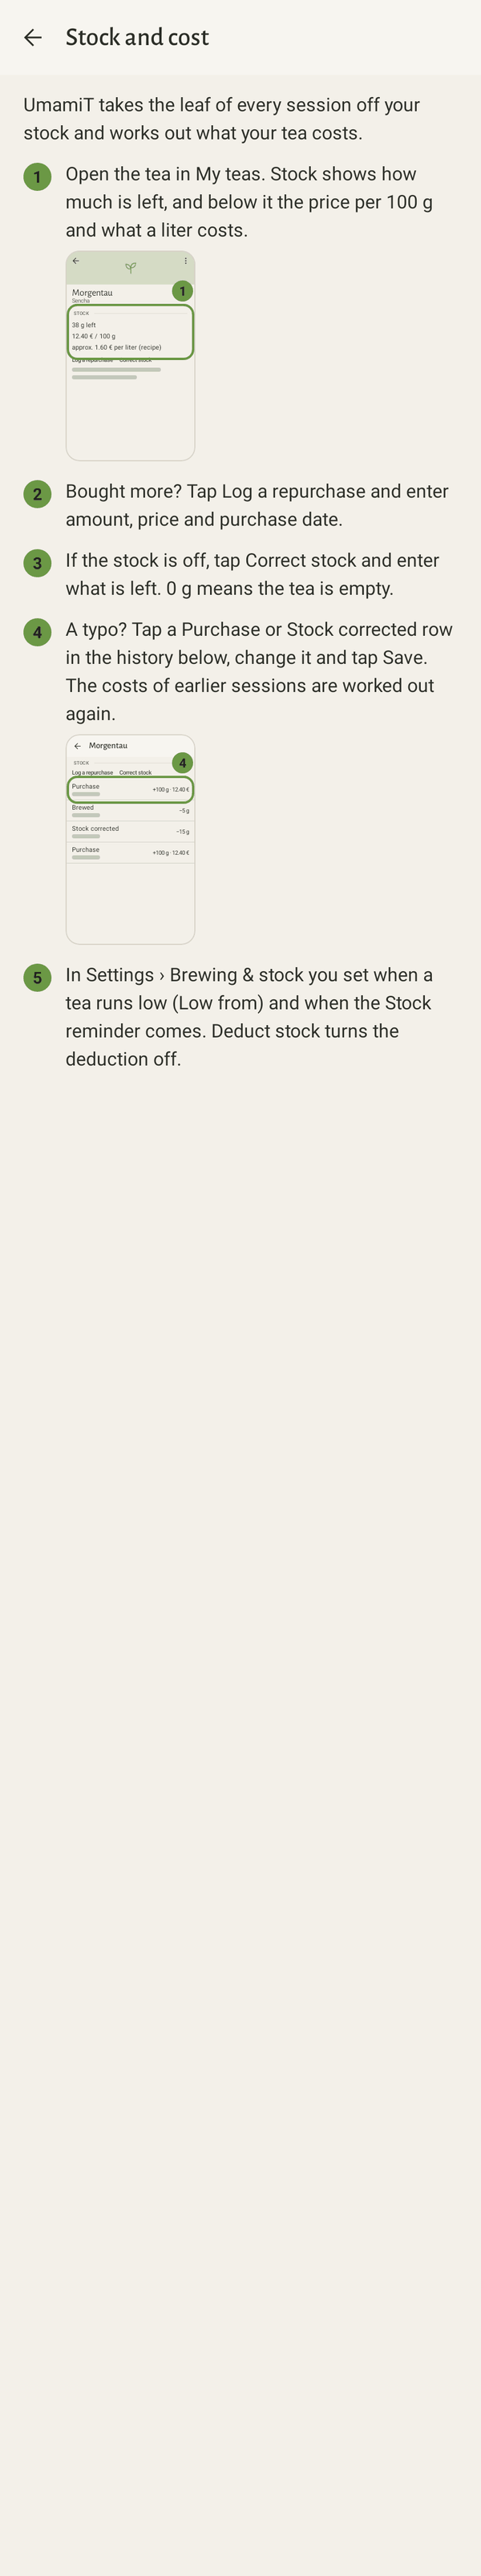 Stock and cost
UmamiT takes the leaf of every session off your
stock and works out what your tea costs.
1
Open the tea in My teas. Stock shows how
much is left, and below it the price per 100 g
and what a liter costs.
Morgentau
1
Sencha
STOCK
38 g left
12.40 € / 100 g
approx. 1.60 € per liter (recipe)
Log a repurchase Correct stock
2
Bought more? Tap Log a repurchase and enter
amount, price and purchase date.
3
If the stock is off, tap Correct stock and enter
what is left. 0 g means the tea is empty.
4
A typo? Tap a Purchase or Stock corrected row
in the history below, change it and tap Save.
The costs of earlier sessions are worked out
again.
Morgentau
STOCK
4
Log a repurchase Correct stock
Purchase +100 g · 12.40 €
Brewed −5 g
Stock corrected −15 g
Purchase +100 g · 12.40 €
5
In Settings › Brewing & stock you set when a
tea runs low (Low from) and when the Stock
reminder comes. Deduct stock turns the
deduction off.